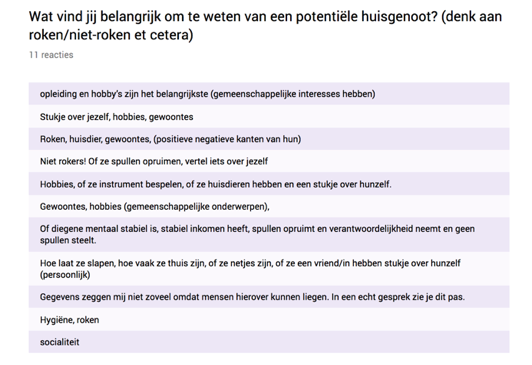 Wat vind jij belangrijk om te weten van een potentiële huisgenoot? (denk aan
roken/niet-roken et cetera)
11 reacties
opleiding en hobby's zijn het belangrijkste (gemeenschappelijke interesses hebben)
Stukje over jezelf, hobbies, gewoontes
Roken, huisdier, gewoontes, (positieve negatieve kanten van hun)
Niet rokers! Of ze spullen opruimen, vertel iets over jezelf
Hobbies, of ze instrument bespelen, of ze huisdieren hebben en een stukje over hunzelf.
Gewoontes, hobbies (gemeenschappelijke onderwerpen),
Of diegene mentaal stabiel is, stabiel inkomen heeft, spullen opruimt en verantwoordelijkheid neemt en geen
spullen steelt.
Hoe laat ze slapen, hoe vaak ze thuis zijn, of ze netjes zijn, of ze een vriend/in hebben stukje over hunzelf
(persoonlijk)
Gegevens zeggen mij niet zoveel omdat mensen hierover kunnen liegen. In een echt gesprek zie je dit pas.
Hygiëne, roken
socialiteit